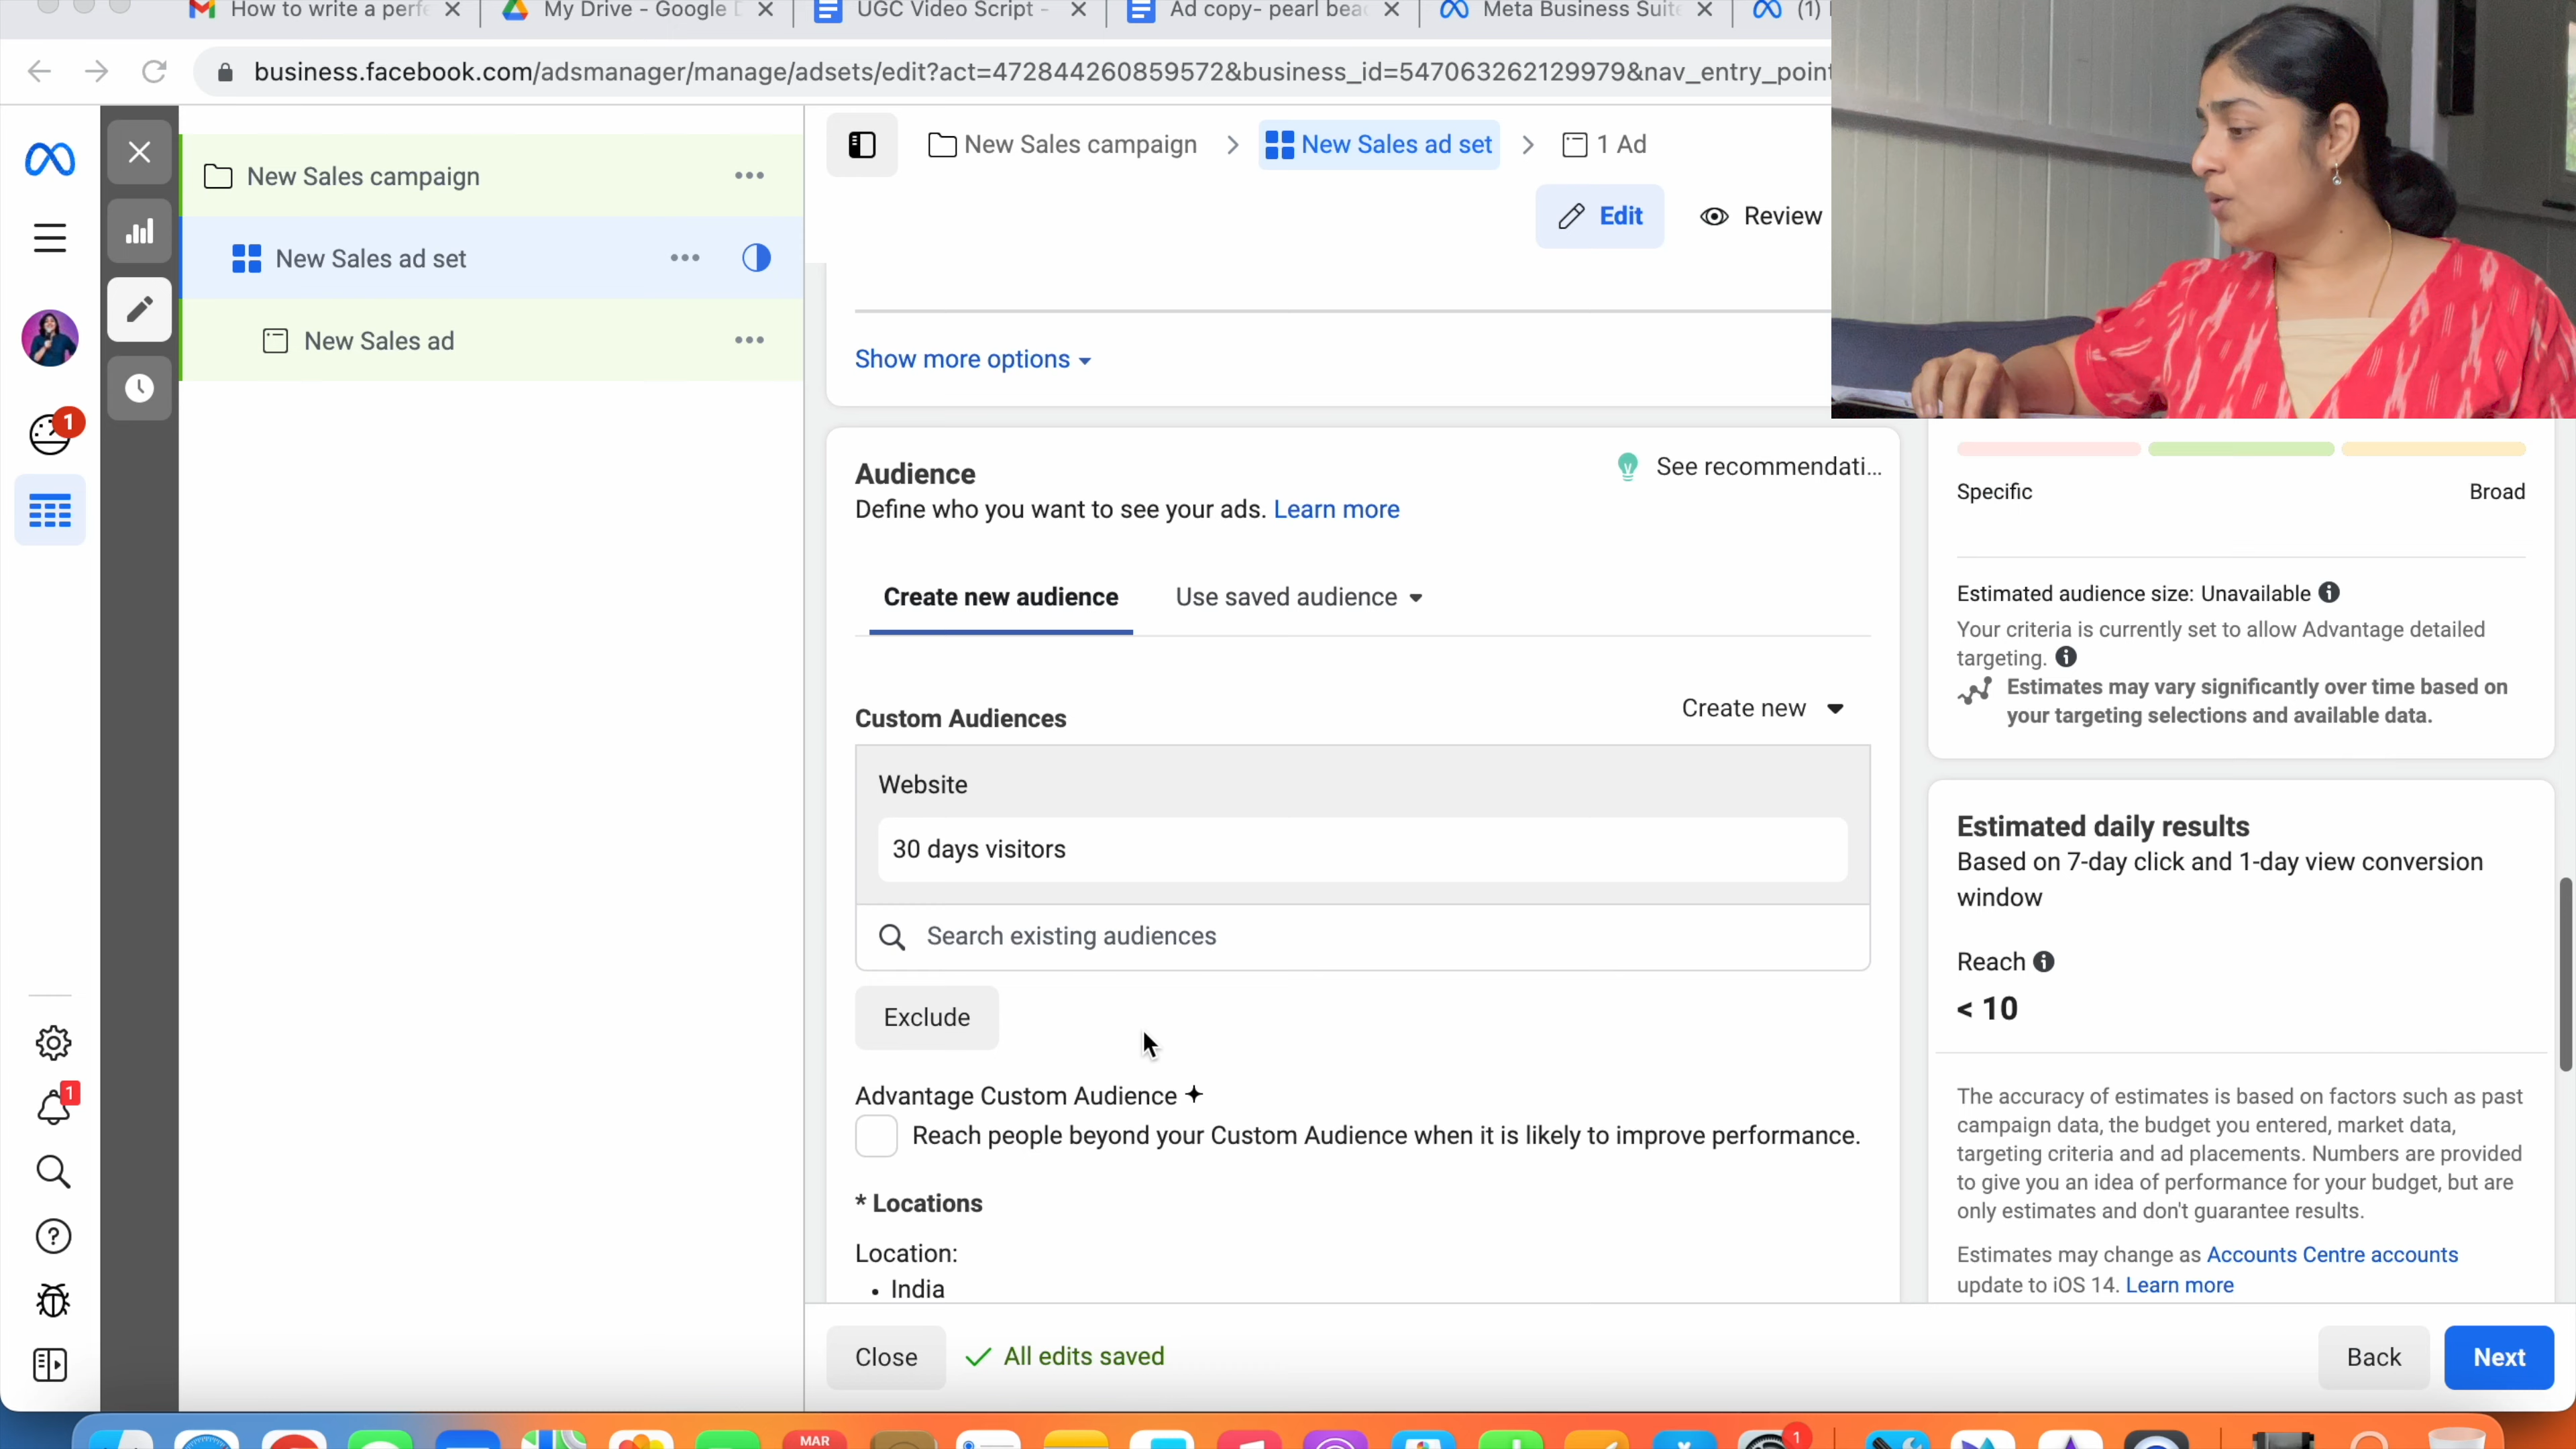 How to write a perfe
My Drive - Google D
UGC Video Script -
Ad copy- pearl bea
Meta Business Suite
(1)
business.facebook.com/adsmanager/manage/adsets/edit?act=472844260859572&business_id=547063262129979&nav_entry_point
New Sales campaign
New Sales ad set
New Sales ad
1
1
New Sales campaign > New Sales ad set > 1 Ad
Edit
Review
Show more options
Audience
See recommendati...
Define who you want to see your ads. Learn more
Create new audience
Use saved audience
Custom Audiences
Create new
Website
30 days visitors
Search existing audiences
Exclude
Advantage Custom Audience
Reach people beyond your Custom Audience when it is likely to improve performance.
* Locations
Location:
• India
Close
All edits saved
Back
Next
Specific
Broad
Estimated audience size: Unavailable
Your criteria is currently set to allow Advantage detailed
targeting.
Estimates may vary significantly over time based on
your targeting selections and available data.
Estimated daily results
Based on 7-day click and 1-day view conversion
window
Reach
< 10
The accuracy of estimates is based on factors such as past
campaign data, the budget you entered, market data,
targeting criteria and ad placements. Numbers are provided
to give you an idea of performance for your budget, but are
only estimates and don't guarantee results.
Estimates may change as Accounts Centre accounts
update to iOS 14. Learn more
MAR
1